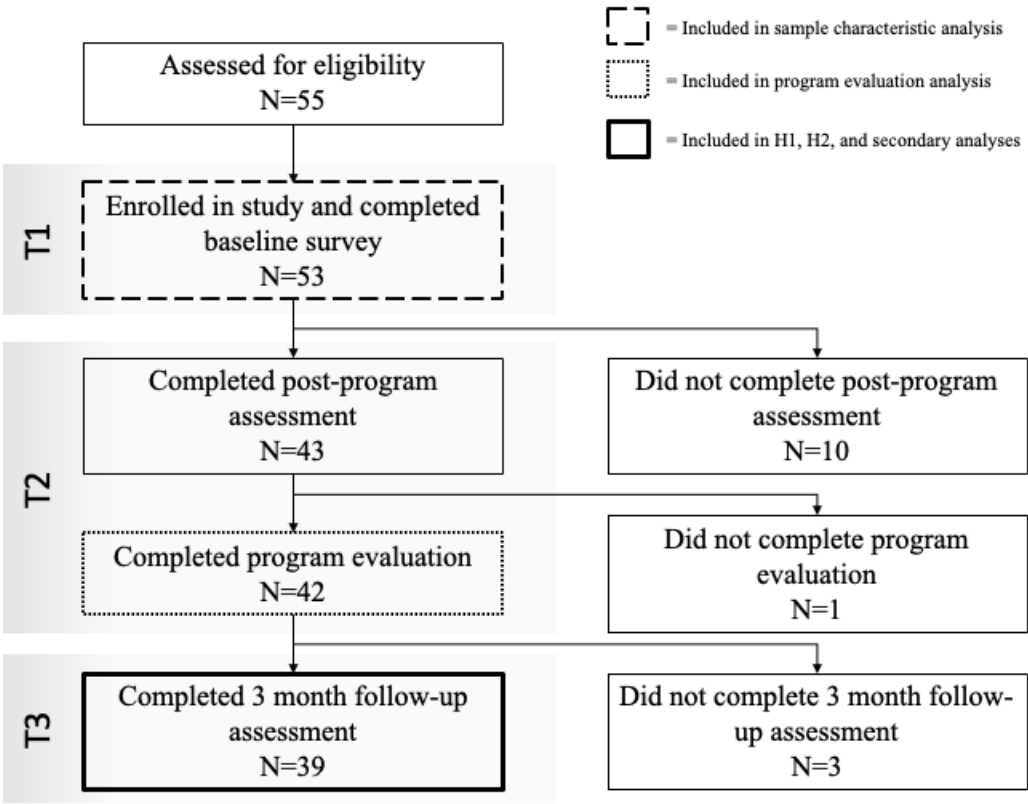 Assessed for eligibility
N=55
= Included in sample characteristic analysis
= Included in program evaluation analysis
= Included in H1, H2, and secondary analyses
T1
Enrolled in study and completed
baseline survey
N=53
T2
Completed post-program
assessment
N=43
Did not complete post-program
assessment
N=10
Completed program evaluation
N=42
Did not complete program
evaluation
N=1
T3
Completed 3 month follow-up
assessment
N=39
Did not complete 3 month follow-
up assessment
N=3